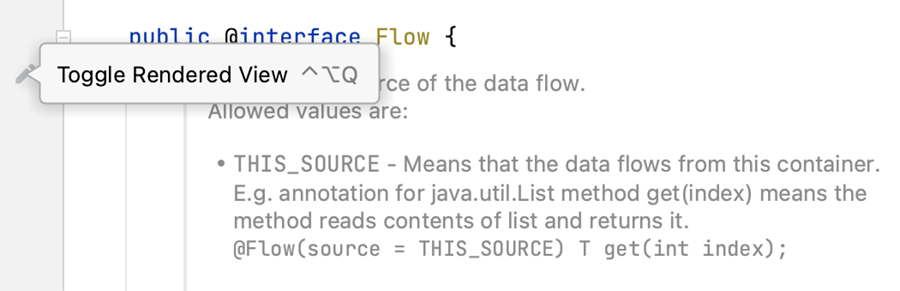 public @interface Flow {
Toggle Rendered View ⌃⌥Q
rce of the data flow.
Allowed values are:
• THIS_SOURCE - Means that the data flows from this container.
E.g. annotation for java.util.List method get(index) means the
method reads contents of list and returns it.
@Flow(source = THIS_SOURCE) T get(int index);